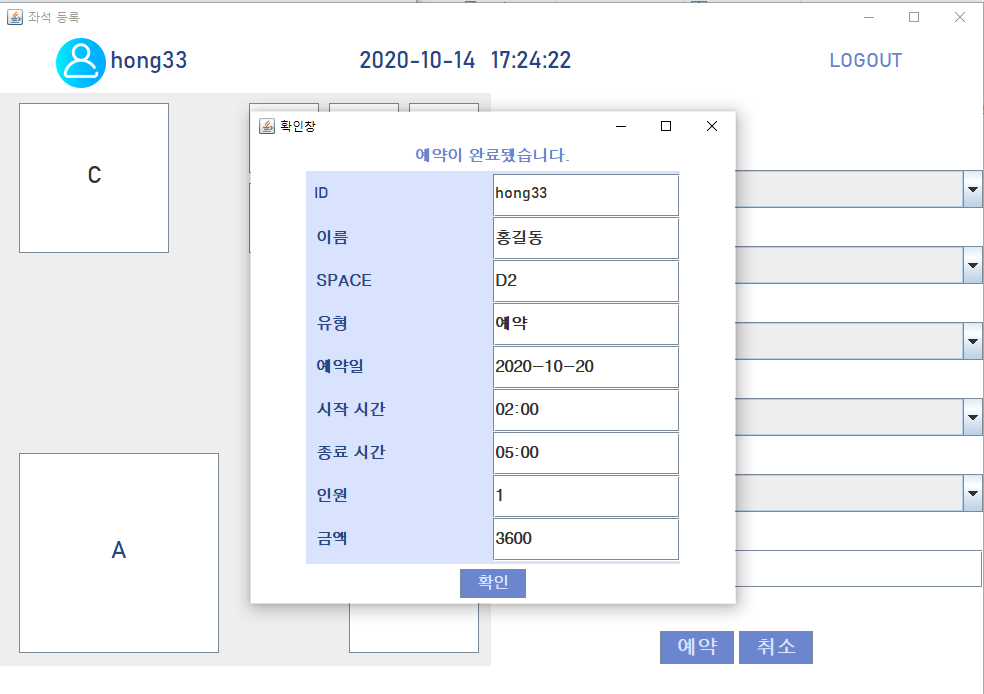 좌석 등록
hong33 2020-10-14 17:24:22 LOGOUT
C
확인창
예약이 완료됐습니다.
ID hong33
이름 홍길동
SPACE D2
유형 예약
예약일 2020-10-20
시작 시간 02:00
종료 시간 05:00
인원 1
금액 3600
확인
A
예약 취소